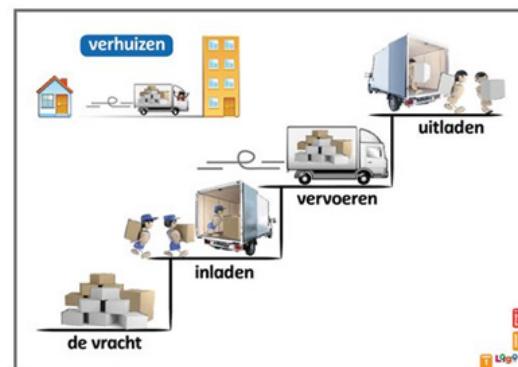 verhuizen
uitladen
vervoeren
inladen
de vracht